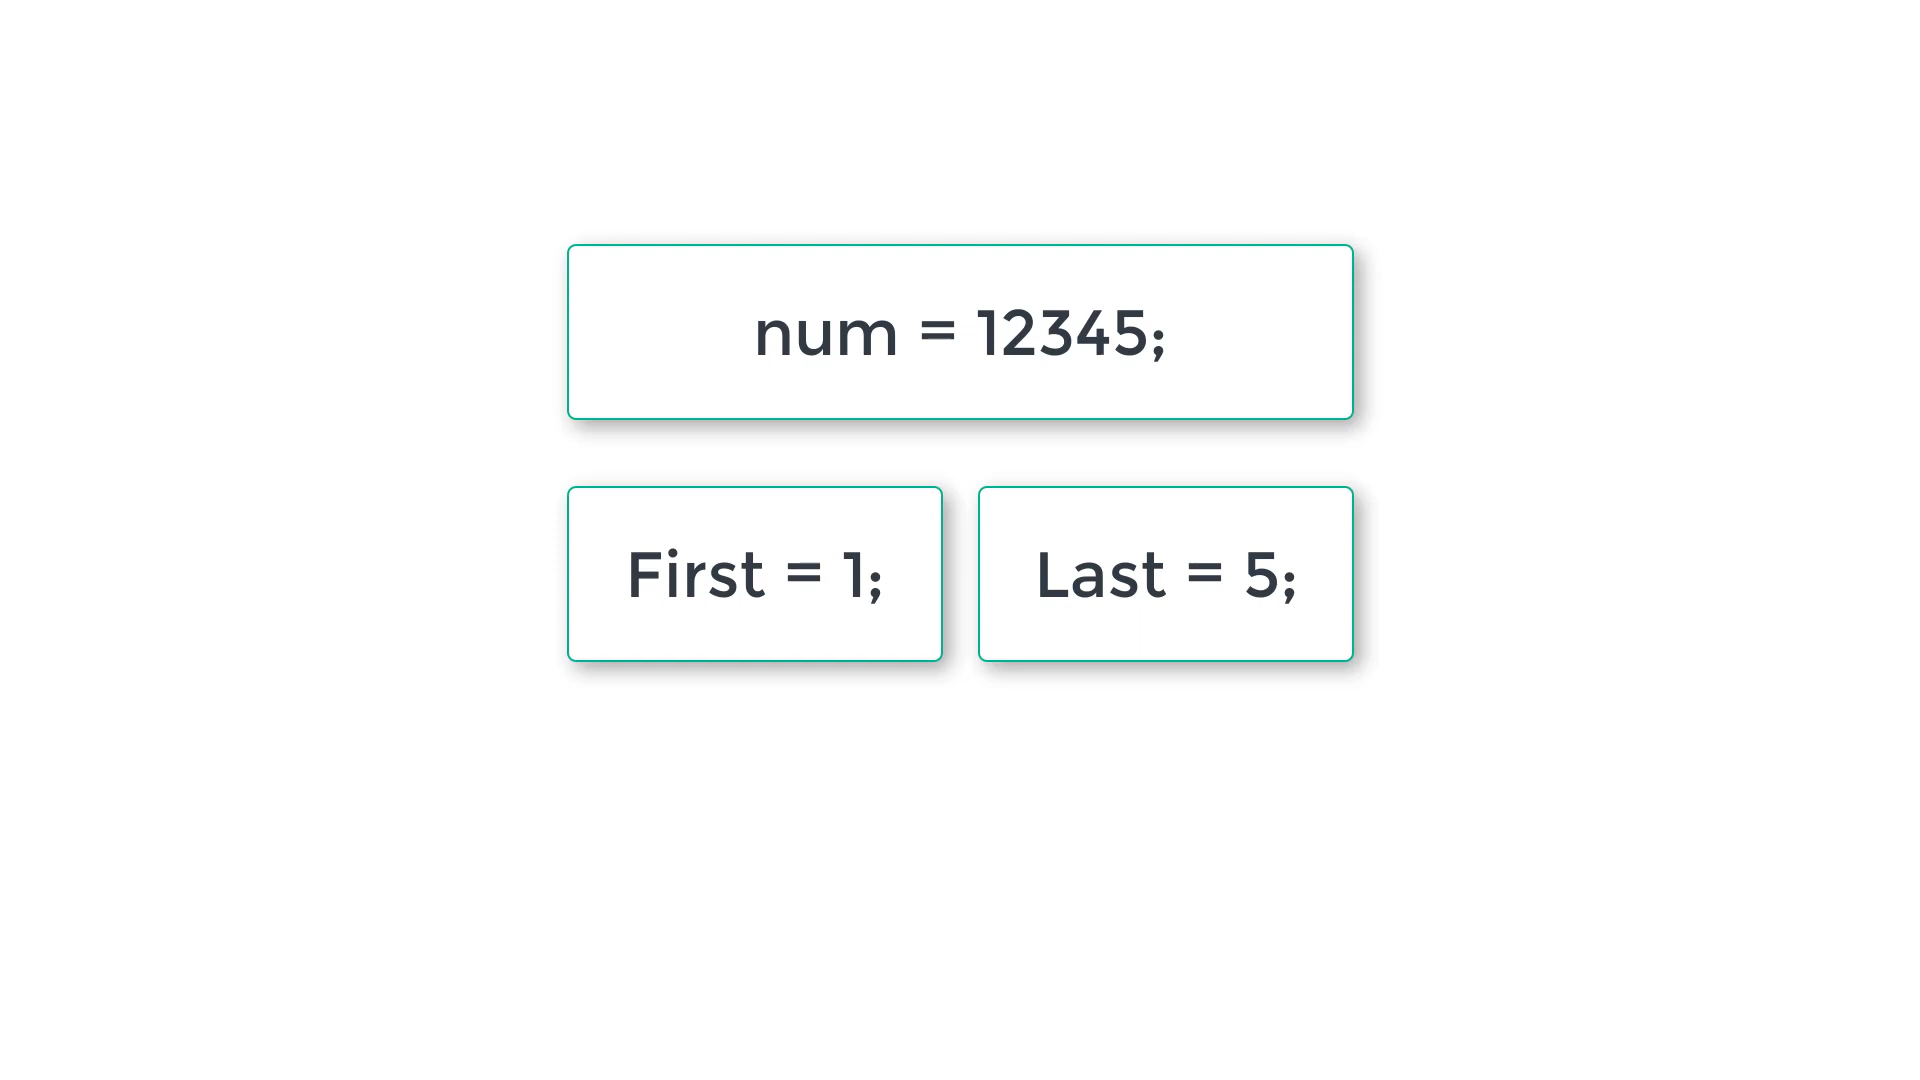 num = 12345;
First = 1;
Last = 5;